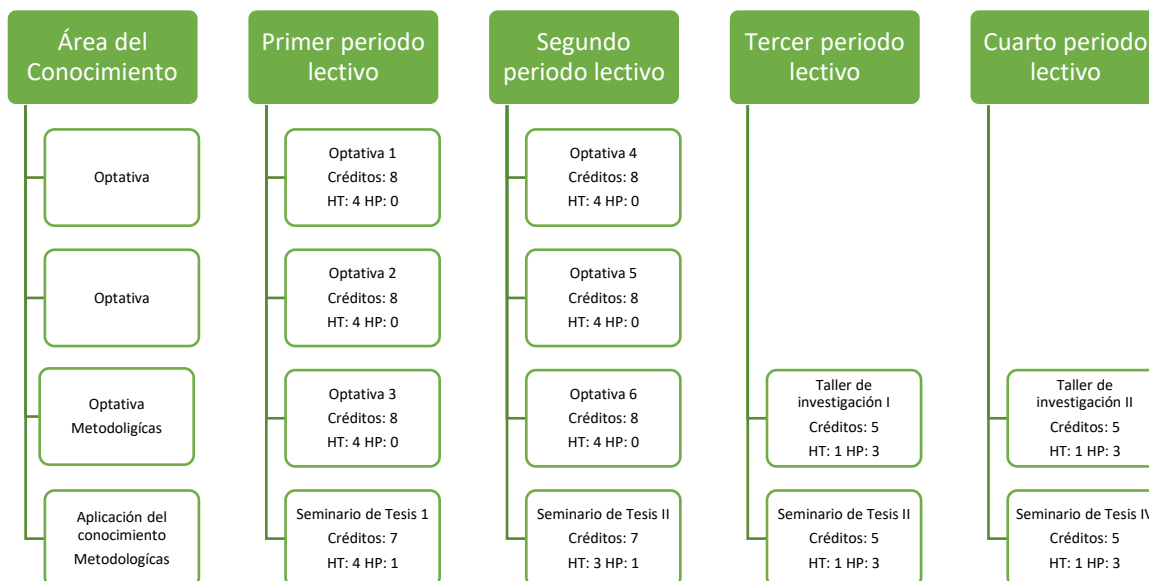 Área del
Conocimiento
Primer periodo
lectivo
Segundo
periodo lectivo
Tercer periodo
lectivo
Cuarto periodo
lectivo
Optativa
Optativa 1
Créditos: 8
HT: 4 HP: 0
Optativa 4
Créditos: 8
HT: 4 HP: 0
Optativa
Optativa 2
Créditos: 8
HT: 4 HP: 0
Optativa 5
Créditos: 8
HT: 4 HP: 0
Optativa
Metodoligícas
Optativa 3
Créditos: 8
HT: 4 HP: 0
Optativa 6
Créditos: 8
HT: 4 HP: 0
Taller de
investigación I
Créditos: 5
HT: 1 HP: 3
Taller de
investigación II
Créditos: 5
HT: 1 HP: 3
Aplicación del
conocimiento
Metodologícas
Seminario de Tesis 1
Créditos: 7
HT: 4 HP: 1
Seminario de Tesis II
Créditos: 7
HT: 3 HP: 1
Seminario de Tesis II
Créditos: 5
HT: 1 HP: 3
Seminario de Tesis IV
Créditos: 5
HT: 1 HP: 3